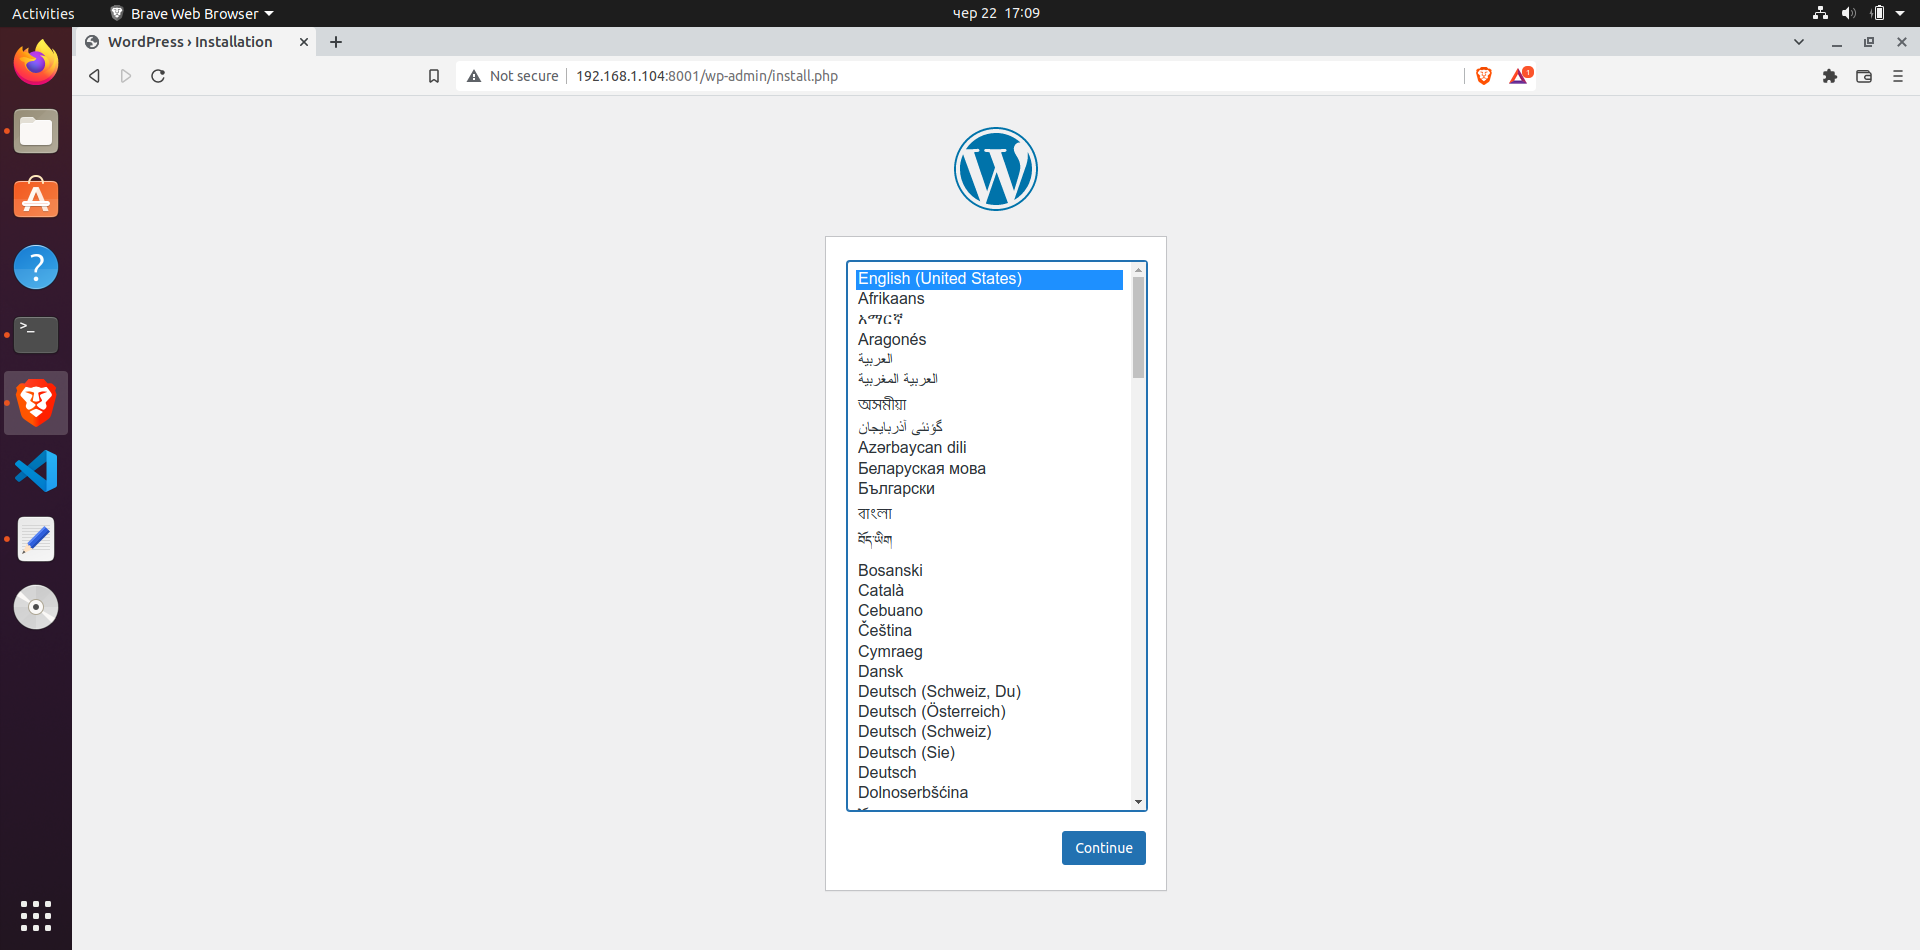 Activities
Brave Web Browser
чер 22 17:09
WordPress › Installation
Not secure
192.168.1.104:8001/wp-admin/install.php
1
English (United States)
Afrikaans
አማርኛ
Aragonés
العربية
العربية المغربية
অসমীয়া
گؤنئی آذربایجان
Azərbaycan dili
Беларуская мова
Български
বাংলা
བོད་ཡིག
Bosanski
Català
Cebuano
Čeština
Cymraeg
Dansk
Deutsch (Schweiz, Du)
Deutsch (Österreich)
Deutsch (Schweiz)
Deutsch (Sie)
Deutsch
Dolnoserbšćina
Continue